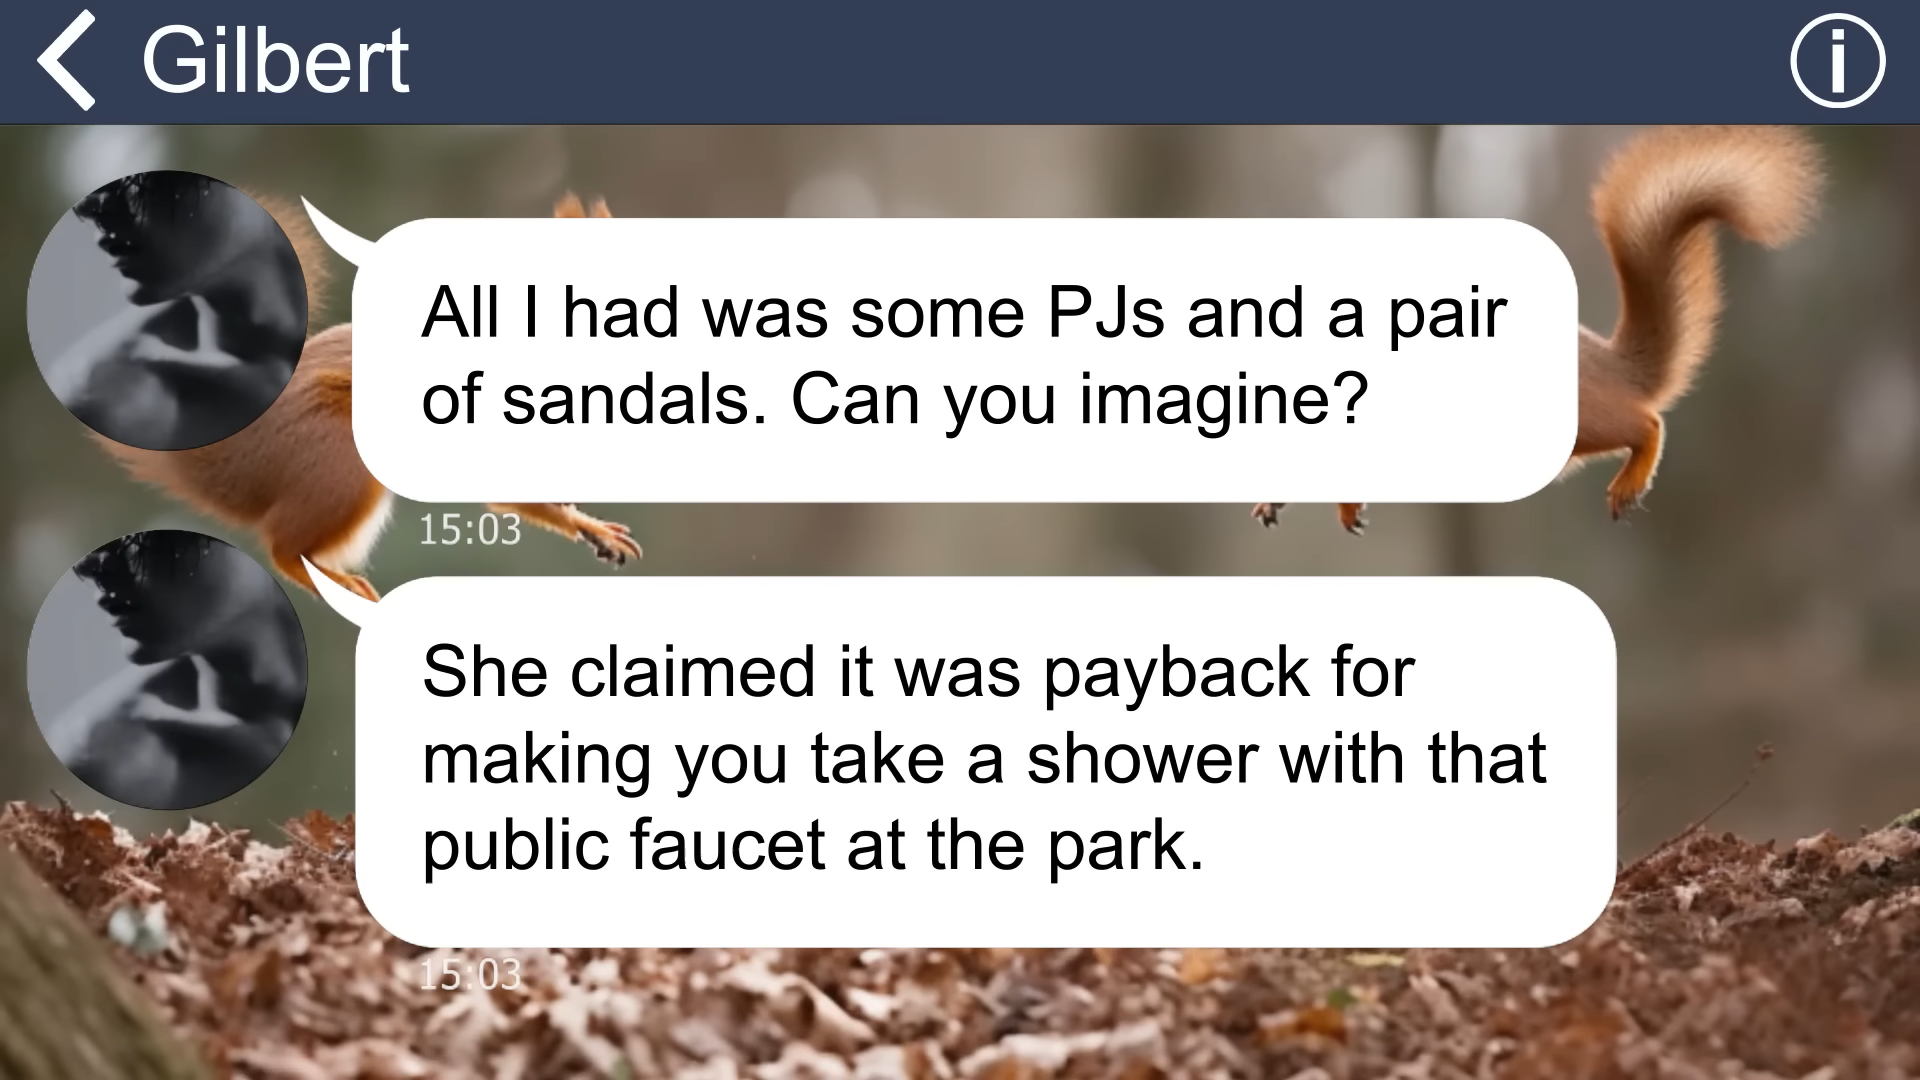 Gilbert
All I had was some PJs and a pair
of sandals. Can you imagine?
15:03
She claimed it was payback for
making you take a shower with that
public faucet at the park.
15:03